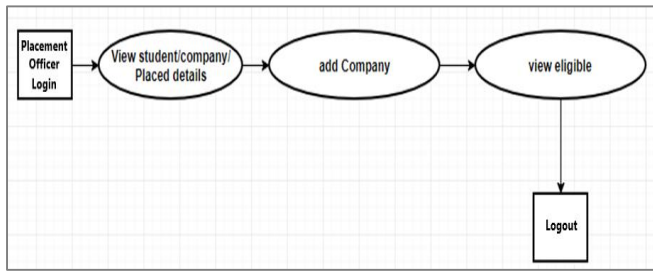 Placement
Officer
Login
View student/company/
Placed details
add Company
view eligible
Logout